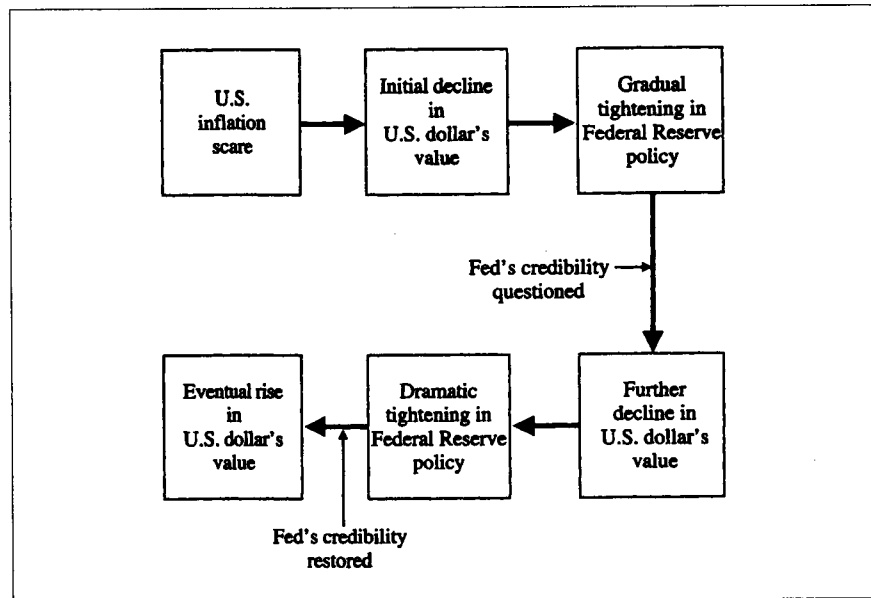 U.S.
inflation
scare
Initial decline
in
U.S. dollar's
value
Gradual
tightening in
Federal Reserve
policy
Fed's credibility
questioned
Further
decline in
U.S. dollar's
value
Dramatic
tightening in
Federal Reserve
policy
Fed's credibility
restored
Eventual rise
in
U.S. dollar's
value